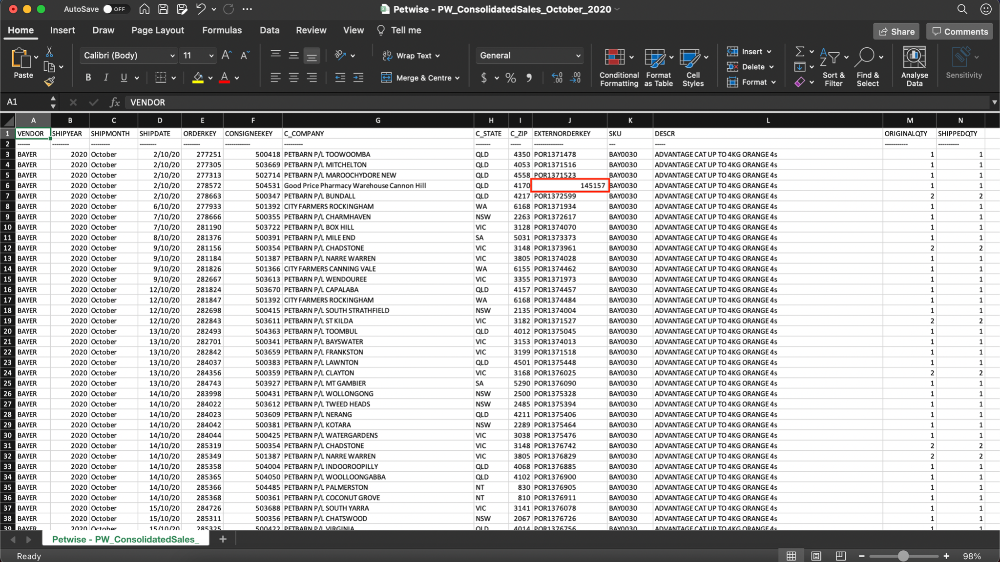 AutoSave OFF Petwise - PW_ConsolidatedSales_October_2020
Home Insert Draw Page Layout Formulas Data Review View Tell me Share Comments
Paste Calibri (Body) 11 Wrap Text General Conditional Formatting Format as Table Cell Styles Insert Sort & Filter Find & Select Analyse Data Sensitivity
B I U A Merge & Centre $ % Delete
Format
A1 fx VENDOR
A B C D E F G H I J K L M N
1 VENDOR SHIPYEAR SHIPMONTH SHIPDATE ORDERKEY CONSIGNEEKEY C_COMPANY C_STATE C_ZIP EXTERNORDERKEY SKU DESCR ORIGINALQTY SHIPPEDQTY
2 ------ -------- --------- -------- -------- ------------ --------- ------- ----- -------------- --- ----- ----------- ----------
3 BAYER 2020 October 2/10/20 277251 500418 PETBARN P/L TOOWOOMBA QLD 4350 POR1371478 BAY0030 ADVANTAGE CAT UP TO 4KG ORANGE 4s 1 1
4 BAYER 2020 October 2/10/20 277305 503669 PETBARN P/L MITCHELTON QLD 4053 POR1371516 BAY0030 ADVANTAGE CAT UP TO 4KG ORANGE 4s 1 1
5 BAYER 2020 October 2/10/20 277313 502714 PETBARN P/L MAROOCHYDORE NEW QLD 4558 POR1371523 BAY0030 ADVANTAGE CAT UP TO 4KG ORANGE 4s 1 1
6 BAYER 2020 October 2/10/20 278572 504531 Good Price Pharmacy Warehouse Cannon Hill QLD 4170 145157 BAY0030 ADVANTAGE CAT UP TO 4KG ORANGE 4s 1 1
7 BAYER 2020 October 2/10/20 278663 500347 PETBARN P/L BUNDALL QLD 4217 POR1372599 BAY0030 ADVANTAGE CAT UP TO 4KG ORANGE 4s 2 2
8 BAYER 2020 October 6/10/20 277933 501392 CITY FARMERS ROCKINGHAM WA 6168 POR1371934 BAY0030 ADVANTAGE CAT UP TO 4KG ORANGE 4s 1 1
9 BAYER 2020 October 7/10/20 278666 500355 PETBARN P/L CHARMHAVEN NSW 2263 POR1372617 BAY0030 ADVANTAGE CAT UP TO 4KG ORANGE 4s 1 1
10 BAYER 2020 October 7/10/20 281190 503722 PETBARN P/L BOX HILL VIC 3128 POR1374070 BAY0030 ADVANTAGE CAT UP TO 4KG ORANGE 4s 1 1
11 BAYER 2020 October 8/10/20 281376 500391 PETBARN P/L MILE END SA 5031 POR1373373 BAY0030 ADVANTAGE CAT UP TO 4KG ORANGE 4s 1 1
12 BAYER 2020 October 9/10/20 281156 500354 PETBARN P/L CHADSTONE VIC 3148 POR1373961 BAY0030 ADVANTAGE CAT UP TO 4KG ORANGE 4s 2 2
13 BAYER 2020 October 9/10/20 281184 501387 PETBARN P/L NARRE WARREN VIC 3805 POR1374028 BAY0030 ADVANTAGE CAT UP TO 4KG ORANGE 4s 1 1
14 BAYER 2020 October 9/10/20 281826 501366 CITY FARMERS CANNING VALE WA 6155 POR1374462 BAY0030 ADVANTAGE CAT UP TO 4KG ORANGE 4s 1 1
15 BAYER 2020 October 9/10/20 282667 503613 PETBARN P/L WENDOUREE VIC 3355 POR1371973 BAY0030 ADVANTAGE CAT UP TO 4KG ORANGE 4s 1 1
16 BAYER 2020 October 12/10/20 281824 503670 PETBARN P/L CAPALABA QLD 4157 POR1374457 BAY0030 ADVANTAGE CAT UP TO 4KG ORANGE 4s 1 1
17 BAYER 2020 October 12/10/20 281847 501392 CITY FARMERS ROCKINGHAM WA 6168 POR1374484 BAY0030 ADVANTAGE CAT UP TO 4KG ORANGE 4s 1 1
18 BAYER 2020 October 12/10/20 282698 500415 PETBARN P/L SOUTH STRATHFIELD NSW 2135 POR1374004 BAY0030 ADVANTAGE CAT UP TO 4KG ORANGE 4s 1 1
19 BAYER 2020 October 12/10/20 282843 503611 PETBARN P/L ST KILDA VIC 3182 POR1371527 BAY0030 ADVANTAGE CAT UP TO 4KG ORANGE 4s 2 2
20 BAYER 2020 October 13/10/20 282493 504363 PETBARN P/L TOOMBUL QLD 4012 POR1375045 BAY0030 ADVANTAGE CAT UP TO 4KG ORANGE 4s 1 1
21 BAYER 2020 October 13/10/20 282701 500341 PETBARN P/L BAYSWATER VIC 3153 POR1374013 BAY0030 ADVANTAGE CAT UP TO 4KG ORANGE 4s 1 1
22 BAYER 2020 October 13/10/20 282842 503659 PETBARN P/L FRANKSTON VIC 3199 POR1371518 BAY0030 ADVANTAGE CAT UP TO 4KG ORANGE 4s 1 1
23 BAYER 2020 October 13/10/20 284037 500383 PETBARN P/L LAWNTON QLD 4501 POR1375448 BAY0030 ADVANTAGE CAT UP TO 4KG ORANGE 4s 1 1
24 BAYER 2020 October 13/10/20 284356 500359 PETBARN P/L CLAYTON VIC 3168 POR1376025 BAY0030 ADVANTAGE CAT UP TO 4KG ORANGE 4s 2 2
25 BAYER 2020 October 13/10/20 284743 503927 PETBARN P/L MT GAMBIER SA 5290 POR1376090 BAY0030 ADVANTAGE CAT UP TO 4KG ORANGE 4s 1 1
26 BAYER 2020 October 14/10/20 283998 500431 PETBARN P/L WOLLONGONG NSW 2500 POR1375328 BAY0030 ADVANTAGE CAT UP TO 4KG ORANGE 4s 1 1
27 BAYER 2020 October 14/10/20 284022 503612 PETBARN P/L TWEED HEADS NSW 2485 POR1375394 BAY0030 ADVANTAGE CAT UP TO 4KG ORANGE 4s 1 1
28 BAYER 2020 October 14/10/20 284023 503609 PETBARN P/L NERANG QLD 4211 POR1375406 BAY0030 ADVANTAGE CAT UP TO 4KG ORANGE 4s 1 1
29 BAYER 2020 October 14/10/20 284042 500381 PETBARN P/L KOTARA NSW 2289 POR1375464 BAY0030 ADVANTAGE CAT UP TO 4KG ORANGE 4s 1 1
30 BAYER 2020 October 14/10/20 284044 500425 PETBARN P/L WATERGARDENS VIC 3038 POR1375476 BAY0030 ADVANTAGE CAT UP TO 4KG ORANGE 4s 1 1
31 BAYER 2020 October 14/10/20 285319 500354 PETBARN P/L CHADSTONE VIC 3148 POR1376742 BAY0030 ADVANTAGE CAT UP TO 4KG ORANGE 4s 2 2
32 BAYER 2020 October 14/10/20 285349 501387 PETBARN P/L NARRE WARREN VIC 3805 POR1376829 BAY0030 ADVANTAGE CAT UP TO 4KG ORANGE 4s 2 2
33 BAYER 2020 October 14/10/20 285358 504004 PETBARN P/L INDOOROOPILLY QLD 4068 POR1376885 BAY0030 ADVANTAGE CAT UP TO 4KG ORANGE 4s 1 1
34 BAYER 2020 October 14/10/20 285365 504050 PETBARN P/L WOOLLOONGABBA QLD 4102 POR1376900 BAY0030 ADVANTAGE CAT UP TO 4KG ORANGE 4s 1 1
35 BAYER 2020 October 14/10/20 285366 504485 PETBARN P/L PALMERSTON NT 830 POR1376905 BAY0030 ADVANTAGE CAT UP TO 4KG ORANGE 4s 1 1
36 BAYER 2020 October 14/10/20 285368 500361 PETBARN P/L COCONUT GROVE NT 810 POR1376911 BAY0030 ADVANTAGE CAT UP TO 4KG ORANGE 4s 1 1
37 BAYER 2020 October 15/10/20 284726 503688 PETBARN P/L SOUTH YARRA VIC 3141 POR1376078 BAY0030 ADVANTAGE CAT UP TO 4KG ORANGE 4s 1 1
38 BAYER 2020 October 15/10/20 285311 500356 PETBARN P/L CHATSWOOD NSW 2067 POR1376726 BAY0030 ADVANTAGE CAT UP TO 4KG ORANGE 4s 1 1
39 BAYER 2020 October 15/10/20 285325 500422 PETBARN P/L VIRGINIA QLD 4014 POR1376756 BAY0030 ADVANTAGE CAT UP TO 4KG ORANGE 4s 1 1
Petwise - PW_ConsolidatedSales_
Ready 98%